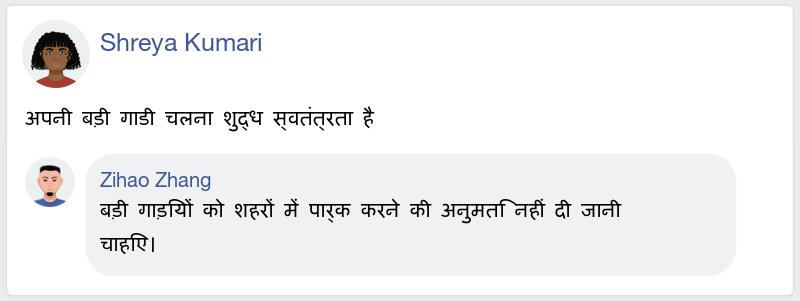 Shreya Kumari
अपनी बड़ी गाडी चलना शुद्ध स्वतंत्रता है
Zihao Zhang
बड़ी गाड़ियों को शहरों में पार्क करने की अनुमति नहीं दी जानी
चाहिए।